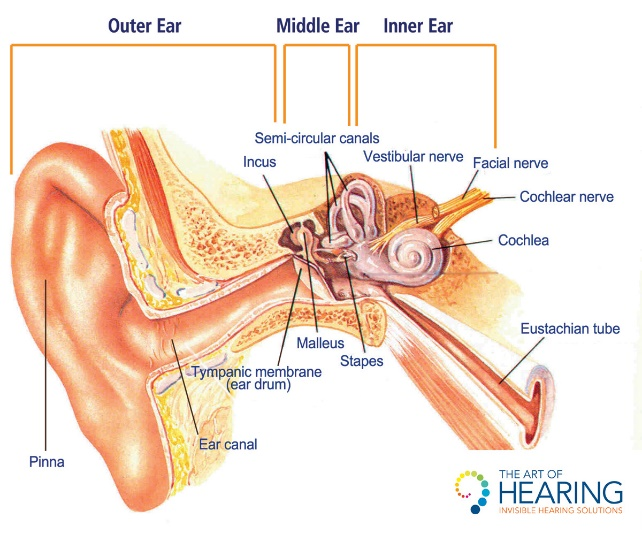 Outer Ear
Middle Ear
Inner Ear
Semi-circular canals
Incus
Vestibular nerve
Facial nerve
Cochlear nerve
Cochlea
Eustachian tube
Malleus
Stapes
Tympanic membrane
(ear drum)
Ear canal
Pinna
THE ART OF
HEARING
INVISIBLE HEARING SOLUTIONS